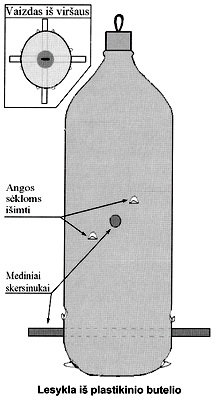 Vaizdas iš viršaus
Angos
sėkloms
išimti
Mediniai
skersinukai
Lesykla iš plastikinio butelio